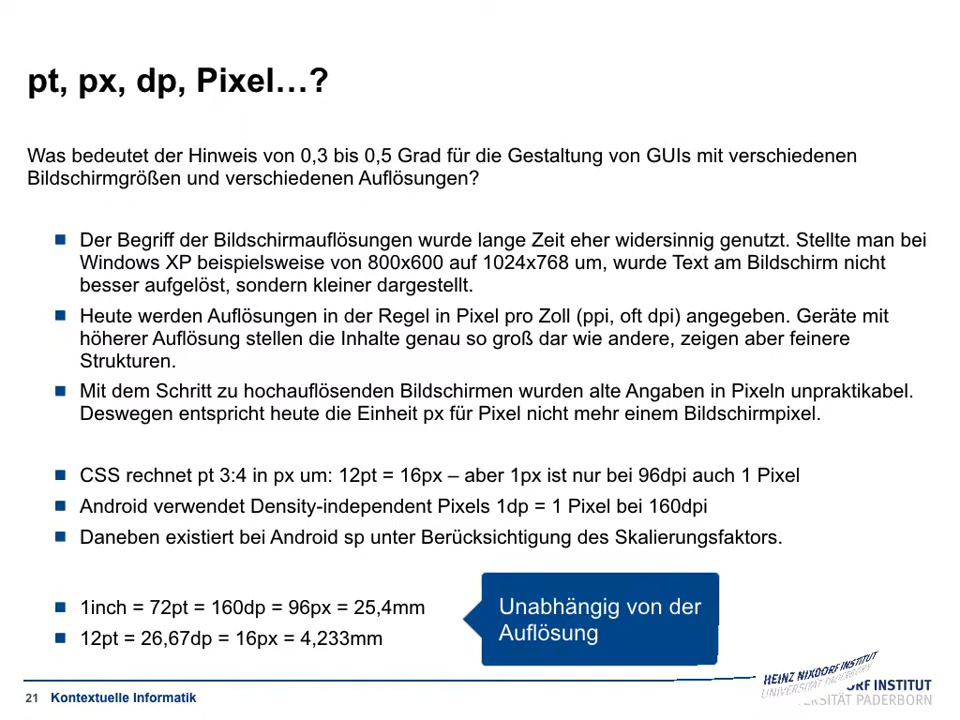 pt, px, dp, Pixel…?
Was bedeutet der Hinweis von 0,3 bis 0,5 Grad für die Gestaltung von GUIs mit verschiedenen
Bildschirmgrößen und verschiedenen Auflösungen?
Der Begriff der Bildschirmauflösungen wurde lange Zeit eher widersinnig genutzt. Stellte man bei
Windows XP beispielsweise von 800x600 auf 1024x768 um, wurde Text am Bildschirm nicht
besser aufgelöst, sondern kleiner dargestellt.
Heute werden Auflösungen in der Regel in Pixel pro Zoll (ppi, oft dpi) angegeben. Geräte mit
höherer Auflösung stellen die Inhalte genau so groß dar wie andere, zeigen aber feinere
Strukturen.
Mit dem Schritt zu hochauflösenden Bildschirmen wurden alte Angaben in Pixeln unpraktikabel.
Deswegen entspricht heute die Einheit px für Pixel nicht mehr einem Bildschirmpixel.
CSS rechnet pt 3:4 in px um: 12pt = 16px – aber 1px ist nur bei 96dpi auch 1 Pixel
Android verwendet Density-independent Pixels 1dp = 1 Pixel bei 160dpi
Daneben existiert bei Android sp unter Berücksichtigung des Skalierungsfaktors.
1inch = 72pt = 160dp = 96px = 25,4mm
12pt = 26,67dp = 16px = 4,233mm
Unabhängig von der
Auflösung
21 Kontextuelle Informatik
HEINZ NIXDORF INSTITUT
UNIVERSITÄT PADERBORN
INSTITUT
PADERBORN